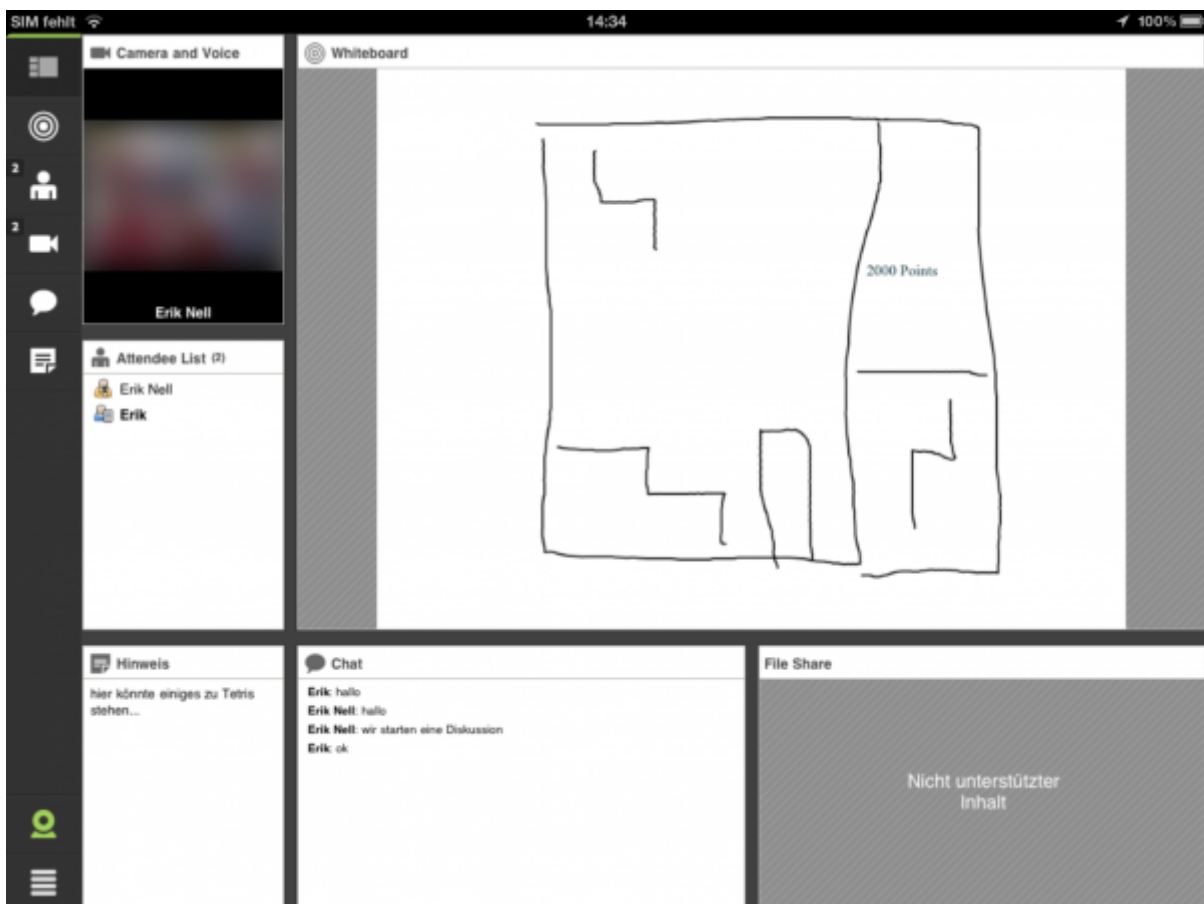 SIM fehlt
14:34
100%
Camera and Voice
Erik Nell
2
2
Attendee List (2)
Erik Nell
Erik
Whiteboard
2000 Points
Hinweis
hier könnte einiges zu Tetris
stehen...
Chat
Erik: hallo
Erik Nell: hallo
Erik Nell: wir starten eine Diskussion
Erik: ok
File Share
Nicht unterstützter
Inhalt